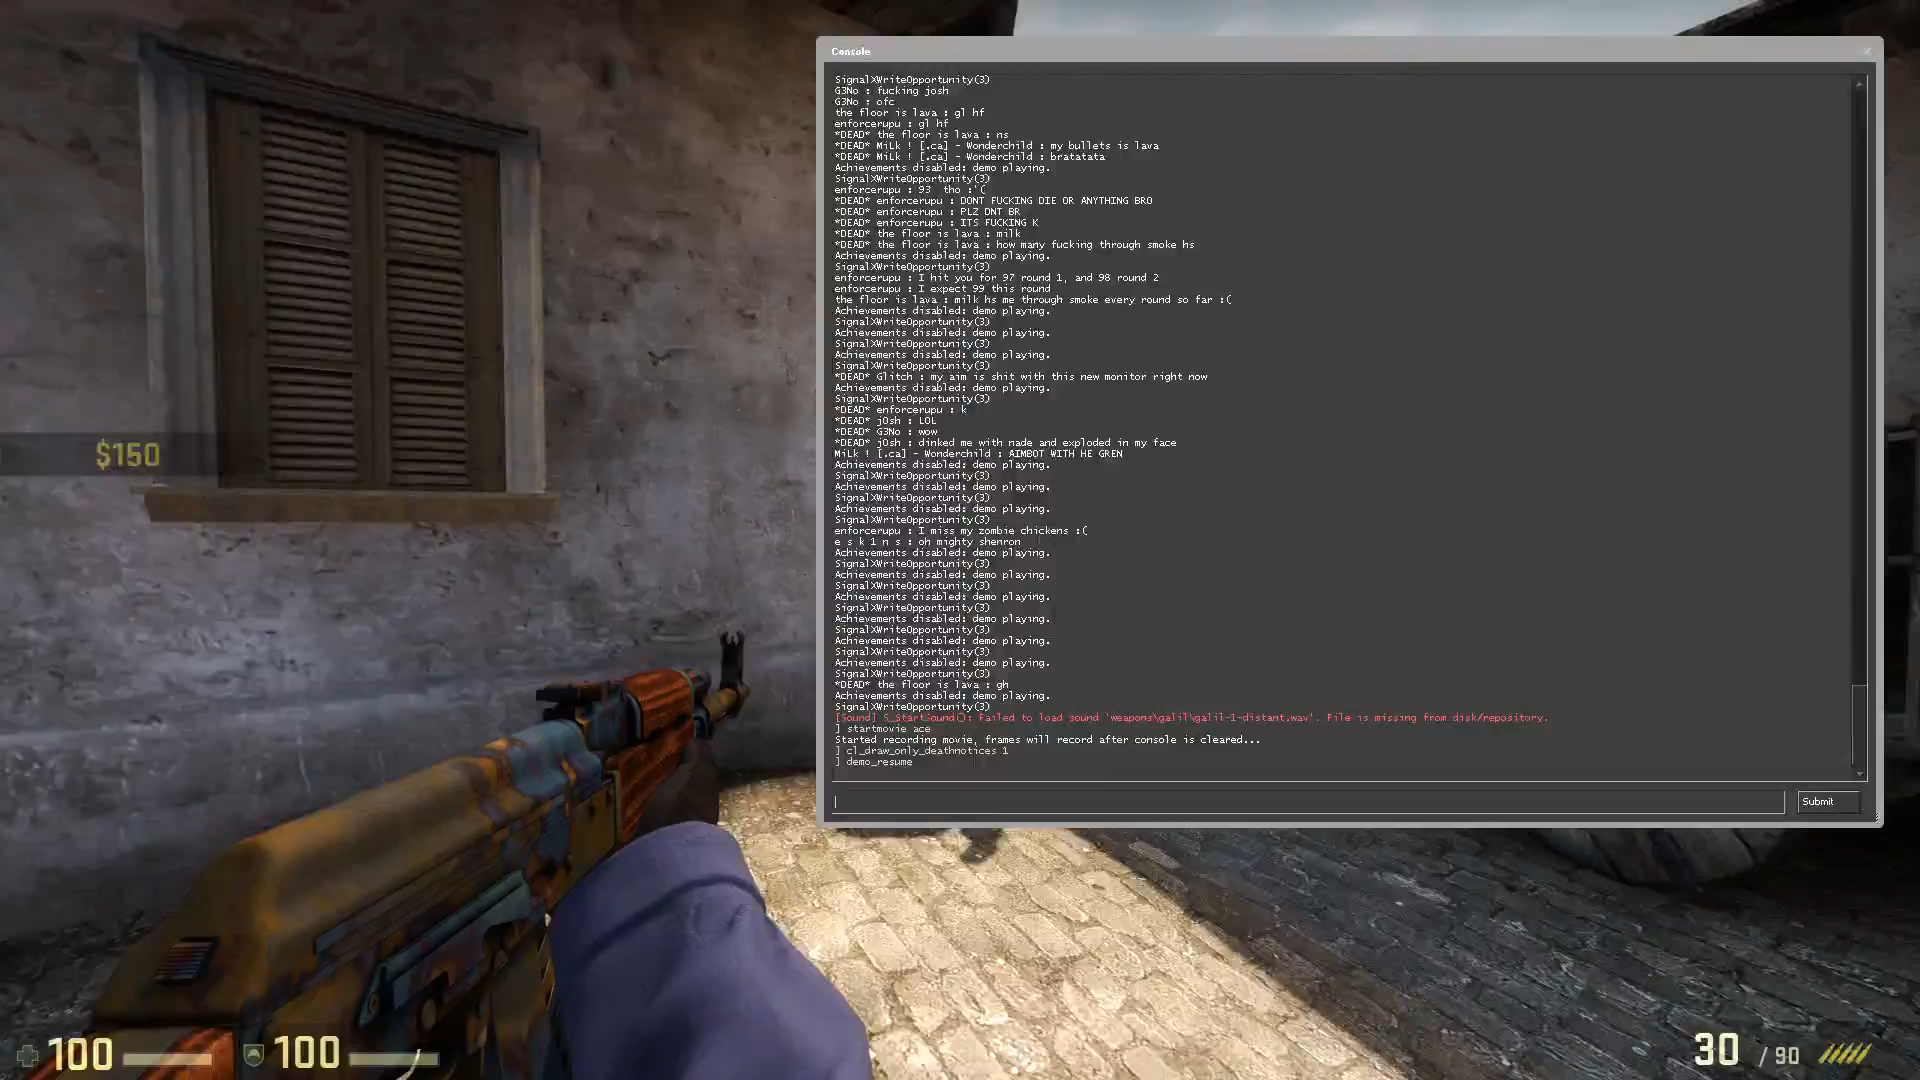 Console
SignalXWriteOpportunity(3)
G3No : fucking josh
G3No : ofc
the floor is lava : gl hf
enforcerupu : gl hf
*DEAD* the floor is lava : ns
*DEAD* MiLk ! [.ca] - Wonderchild : my bullets is lava
*DEAD* MiLk ! [.ca] - Wonderchild : bratatata
Achievements disabled: demo playing.
SignalXWriteOpportunity(3)
enforcerupu : 93  tho :'(
*DEAD* enforcerupu : DONT FUCKING DIE OR ANYTHING BRO
*DEAD* enforcerupu : PLZ DNT BR
*DEAD* enforcerupu : ITS FUCKING K
*DEAD* the floor is lava : milk
*DEAD* the floor is lava : how many fucking through smoke hs
Achievements disabled: demo playing.
SignalXWriteOpportunity(3)
enforcerupu : I hit you for 97 round 1, and 98 round 2
enforcerupu : I expect 99 this round
the floor is lava : milk hs me through smoke every round so far :(
Achievements disabled: demo playing.
SignalXWriteOpportunity(3)
Achievements disabled: demo playing.
SignalXWriteOpportunity(3)
Achievements disabled: demo playing.
SignalXWriteOpportunity(3)
*DEAD* Glitch : my aim is shit with this new monitor right now
Achievements disabled: demo playing.
SignalXWriteOpportunity(3)
*DEAD* enforcerupu : k
*DEAD* j0sh : LOL
*DEAD* G3No : wow
*DEAD* j0sh : dinked me with nade and exploded in my face
MiLk ! [.ca] - Wonderchild : AIMBOT WITH HE GREN
Achievements disabled: demo playing.
SignalXWriteOpportunity(3)
Achievements disabled: demo playing.
SignalXWriteOpportunity(3)
Achievements disabled: demo playing.
SignalXWriteOpportunity(3)
enforcerupu : I miss my zombie chickens :(
e s k 1 n s : oh mighty shenron
Achievements disabled: demo playing.
SignalXWriteOpportunity(3)
Achievements disabled: demo playing.
SignalXWriteOpportunity(3)
Achievements disabled: demo playing.
SignalXWriteOpportunity(3)
Achievements disabled: demo playing.
SignalXWriteOpportunity(3)
Achievements disabled: demo playing.
SignalXWriteOpportunity(3)
Achievements disabled: demo playing.
SignalXWriteOpportunity(3)
*DEAD* the floor is lava : gh
Achievements disabled: demo playing.
SignalXWriteOpportunity(3)
[Sound] S_StartSound(): Failed to load sound 'weapons\galil\galil-1-distant.wav'. File is missing from disk/repository.
] startmovie ace
Started recording movie, frames will record after console is cleared...
] cl_draw_only_deathnotices 1
] demo_resume
Submit
$150
100
100
30 / 90